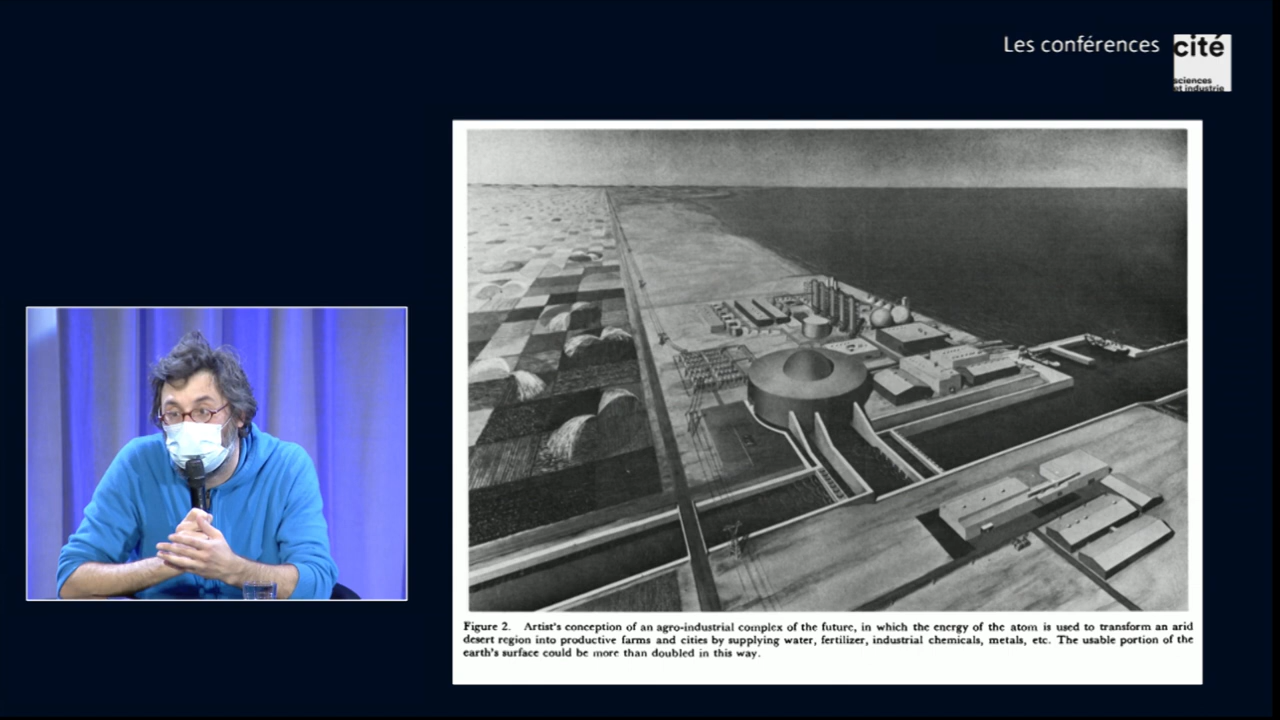 Les conférences
cité
sciences
et industrie
Figure 2. Artist's conception of an agro-industrial complex of the future, in which the energy of the atom is used to transform an arid
desert region into productive farms and cities by supplying water, fertilizer, industrial chemicals, metals, etc. The usable portion of the
earth's surface could be more than doubled in this way.